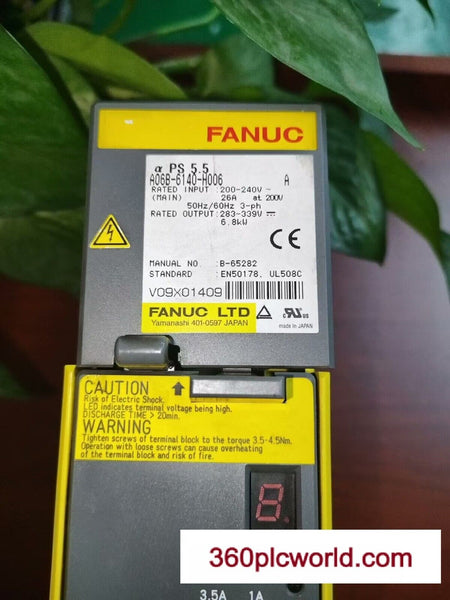 FANUC
α PS 5.5
A06B-6140-H006 A
RATED INPUT :200-240V~
(MAIN) 26A at 200V
50Hz/60Hz 3-ph
RATED OUTPUT :283-339V⎓
6.8kW
CE
MANUAL NO. :B-65282
STANDARD :EN50178, UL508C
V09X01409
FANUC LTD
Yamanashi 401-0597 JAPAN
made in JAPAN
CAUTION
Risk of Electric Shock.
LED indicates terminal voltage being high.
DISCHARGE TIME > 20min.
WARNING
Tighten screws of terminal block to the torque 3.5-4.5Nm.
Operation with loose screws can cause overheating
of the terminal block and risk of fire.
8.
360plcworld.com
3.5A 1A